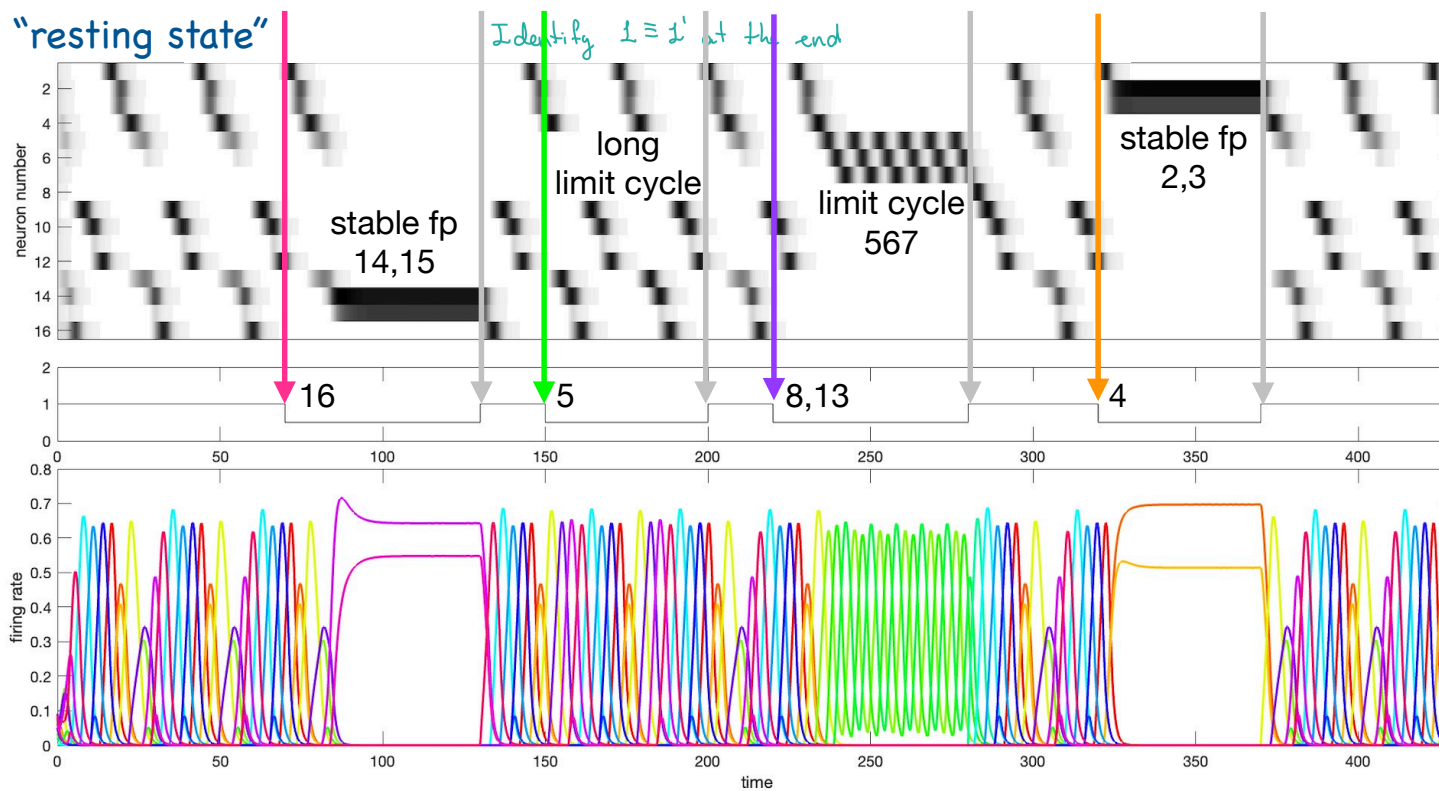 "resting state"
Identify 1 ≡ 1' at the end
neuron number
2
4
6
8
10
12
14
16
stable fp
14,15
long
limit cycle
limit cycle
567
stable fp
2,3
2
1
0
16
5
8,13
4
0 50 100 150 200 250 300 350 400
firing rate
0.8
0.7
0.6
0.5
0.4
0.3
0.2
0.1
0
0 50 100 150 200 250 300 350 400
time